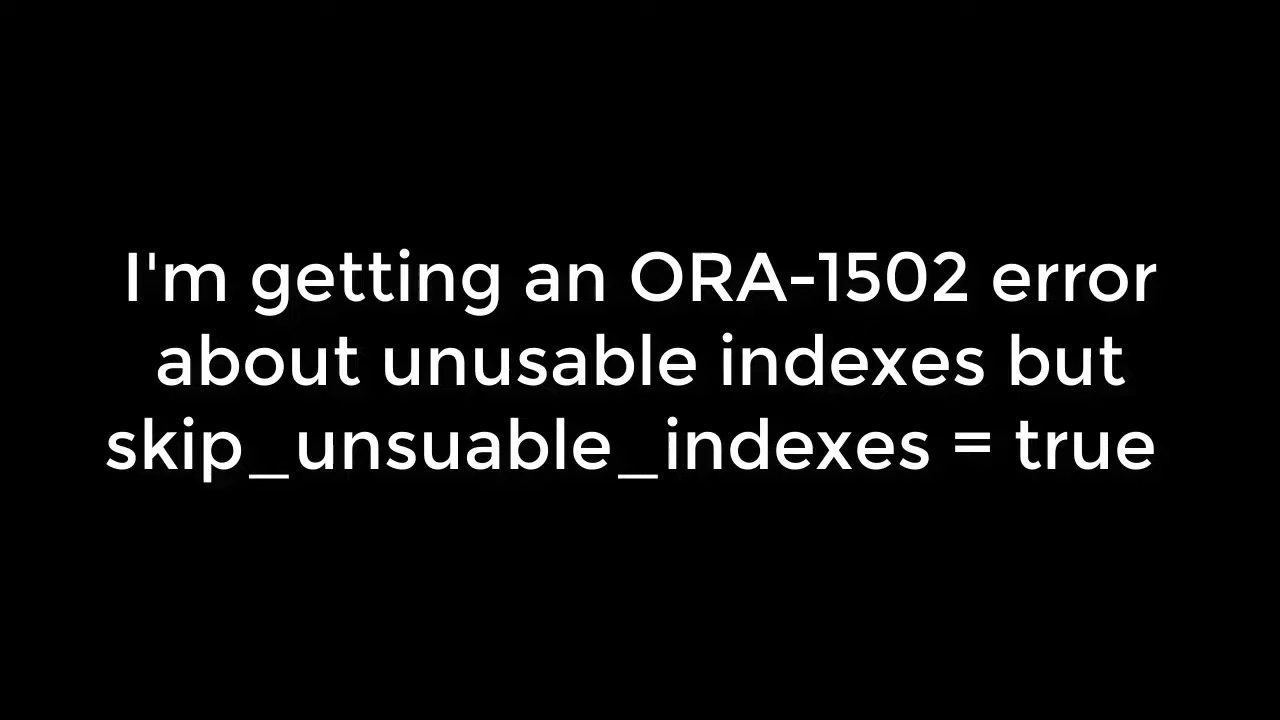 I'm getting an ORA-1502 error
about unusable indexes but
skip_unsuable_indexes = true